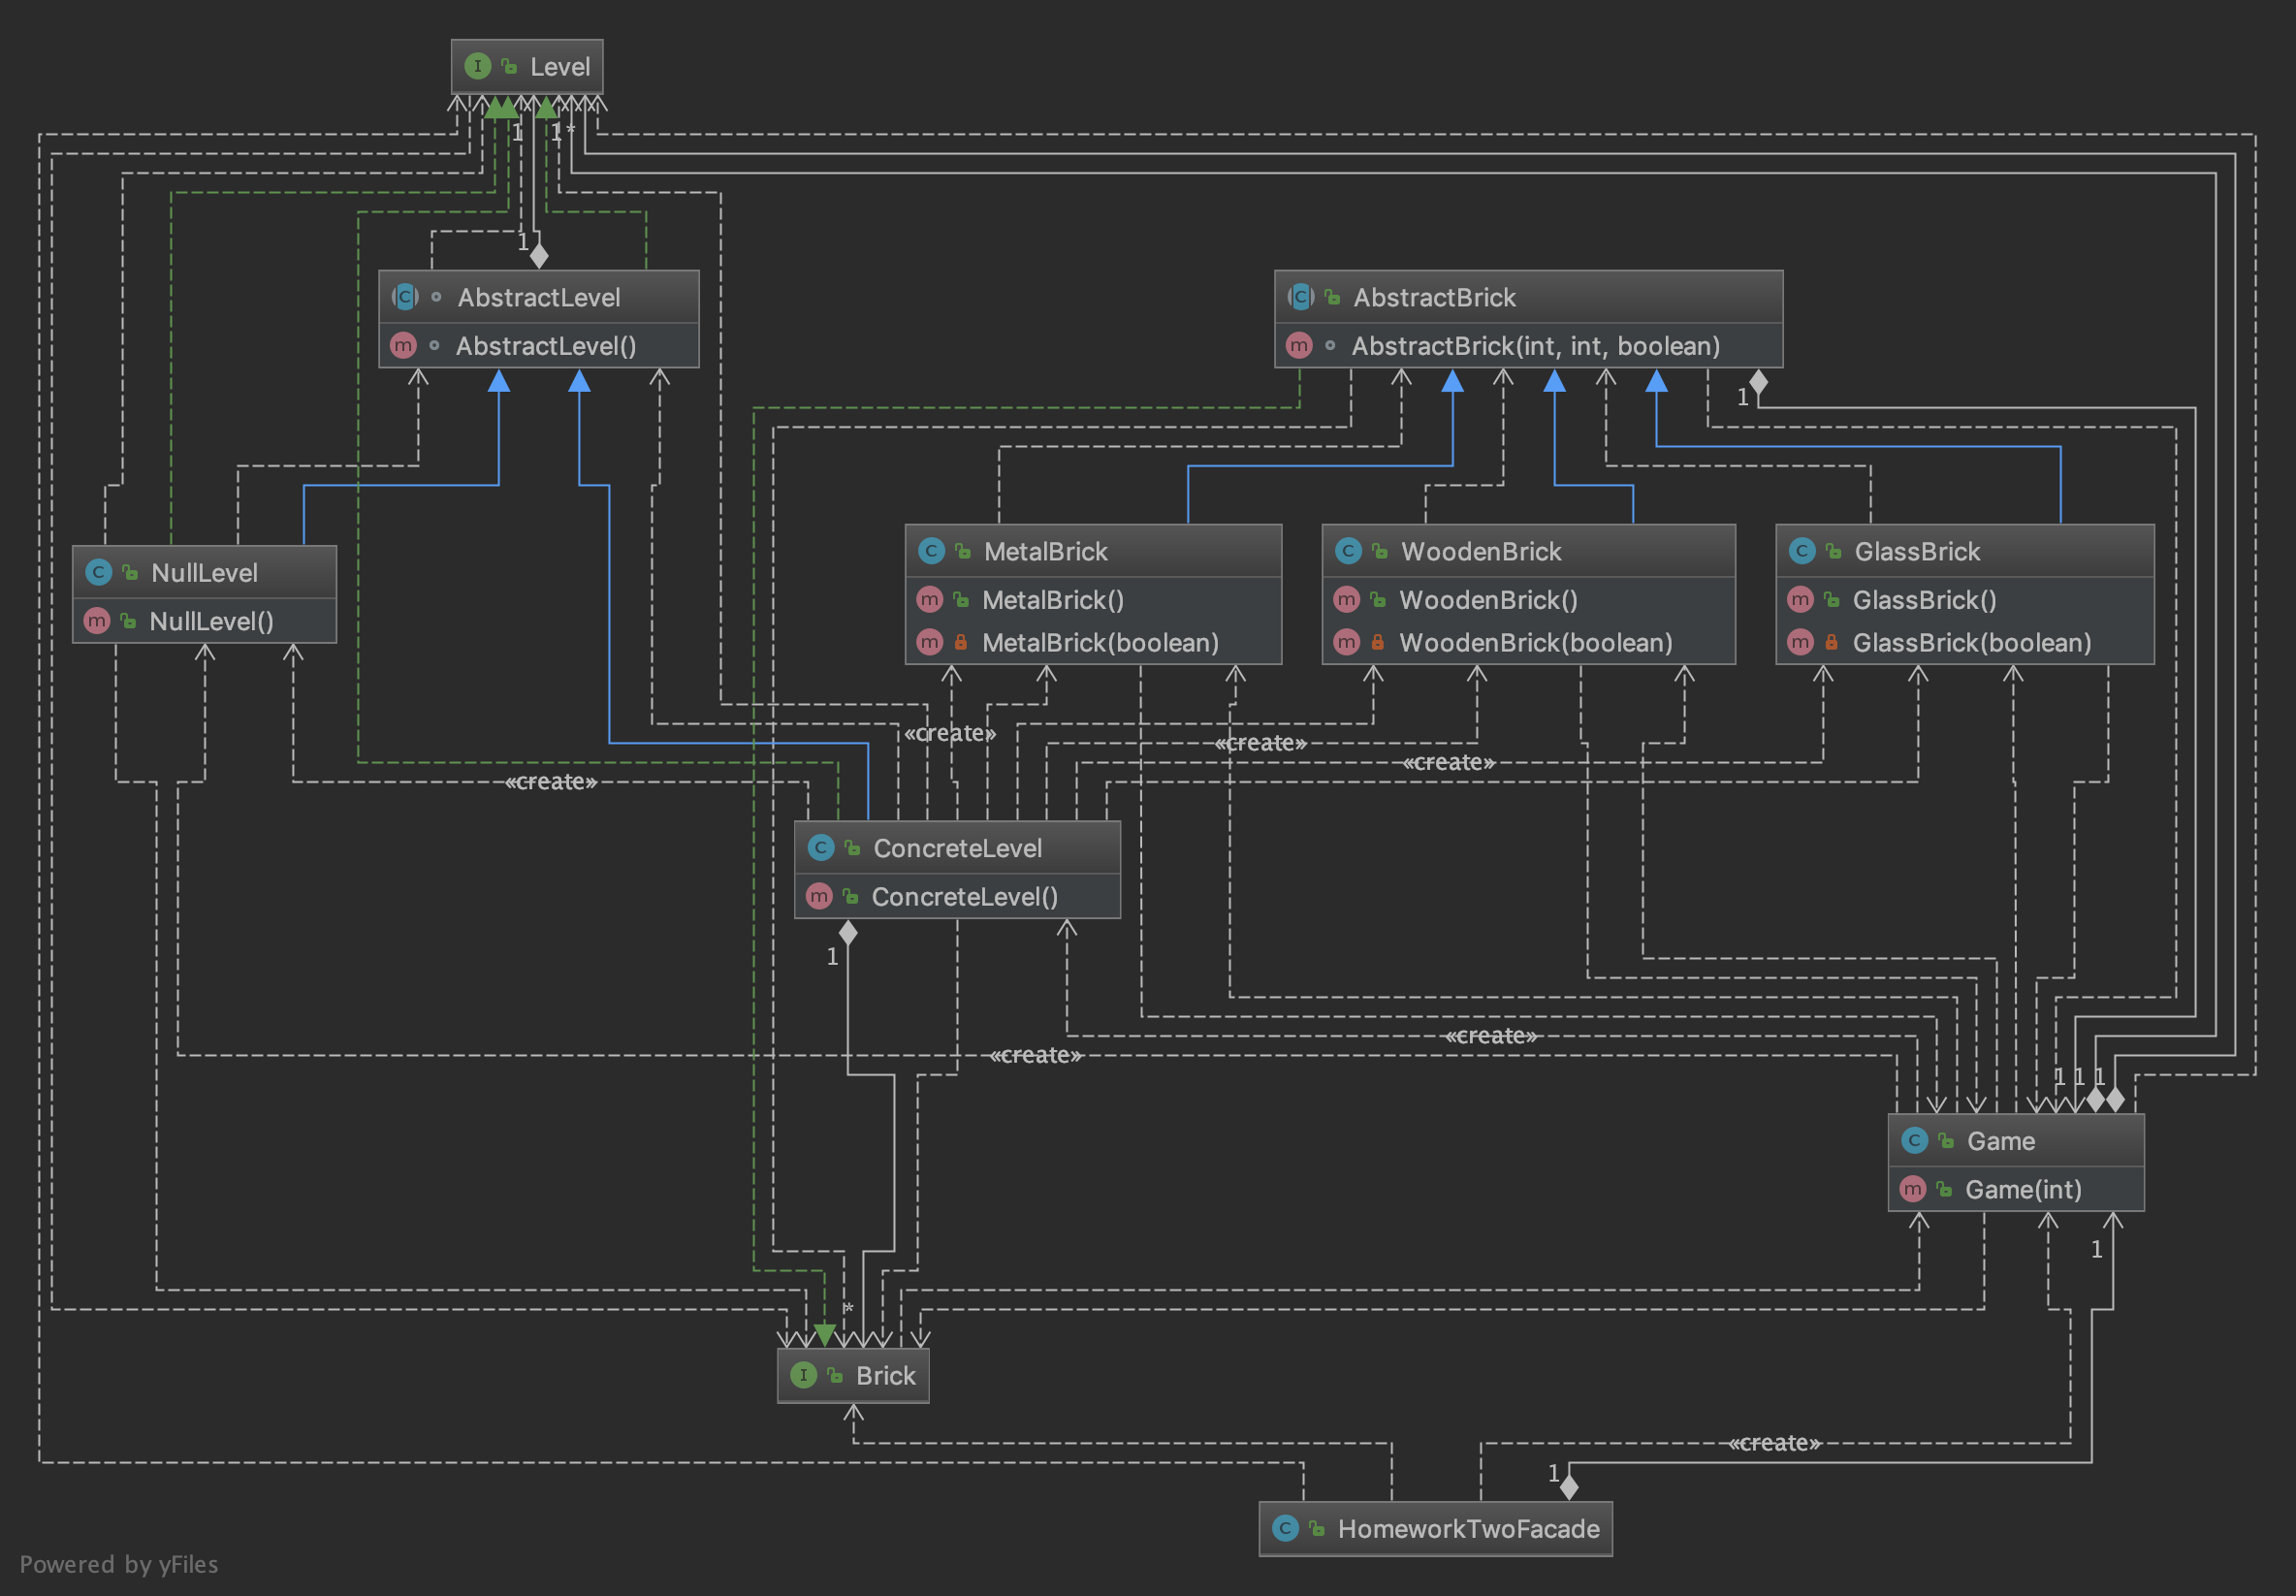 Level
1
1
*
1
AbstractLevel
AbstractLevel()
AbstractBrick
AbstractBrick(int, int, boolean)
1
NullLevel
NullLevel()
MetalBrick
MetalBrick()
MetalBrick(boolean)
WoodenBrick
WoodenBrick()
WoodenBrick(boolean)
GlassBrick
GlassBrick()
GlassBrick(boolean)
«create»
«create»
«create»
«create»
ConcreteLevel
ConcreteLevel()
1
«create»
«create»
1
1
1
Game
Game(int)
1
*
Brick
«create»
1
HomeworkTwoFacade
Powered by yFiles